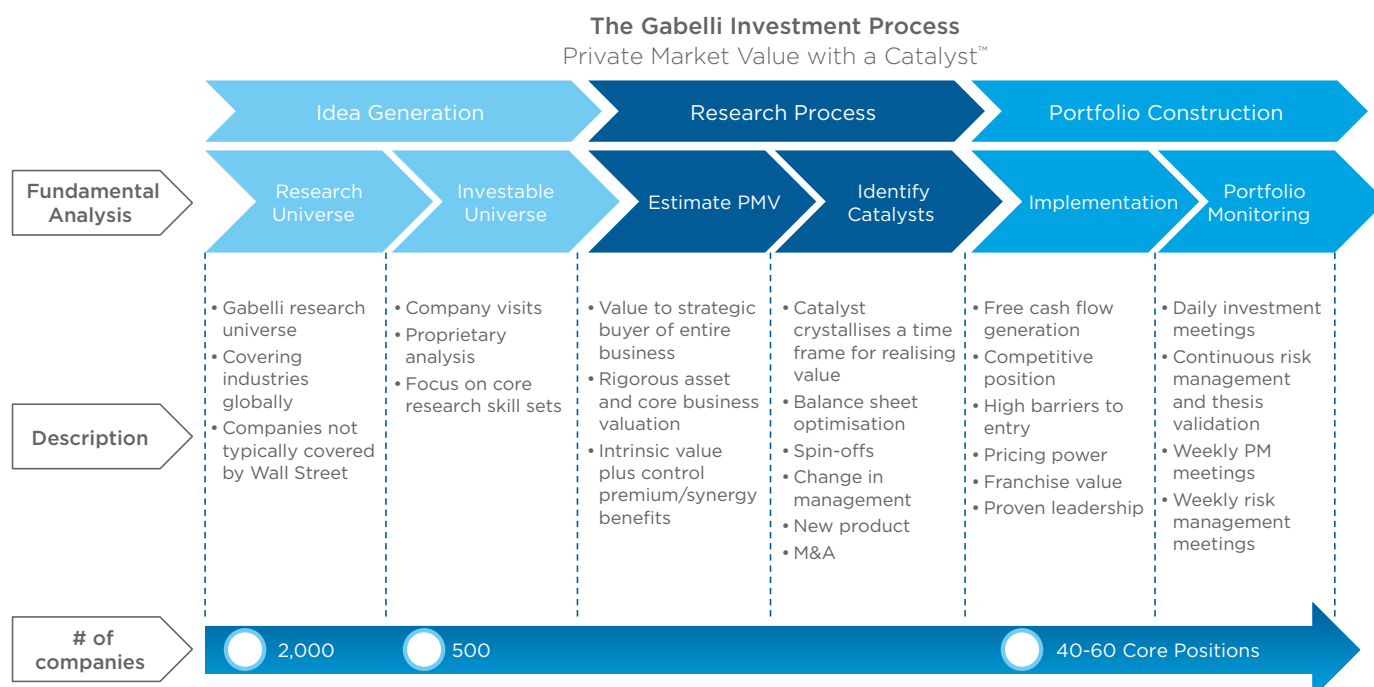 The Gabelli Investment Process
Private Market Value with a Catalyst™
Idea Generation
Research Process
Portfolio Construction
Fundamental
Analysis
Research
Universe
Investable
Universe
Estimate PMV
Identify
Catalysts
Implementation
Portfolio
Monitoring
Description
• Gabelli research
universe
• Covering
industries
globally
• Companies not
typically covered
by Wall Street
• Company visits
• Proprietary
analysis
• Focus on core
research skill sets
• Value to strategic
buyer of entire
business
• Rigorous asset
and core business
valuation
• Intrinsic value
plus control
premium/synergy
benefits
• Catalyst
crystallises a time
frame for realising
value
• Balance sheet
optimisation
• Spin-offs
• Change in
management
• New product
• M&A
• Free cash flow
generation
• Competitive
position
• High barriers to
entry
• Pricing power
• Franchise value
• Proven leadership
• Daily investment
meetings
• Continuous risk
management
and thesis
validation
• Weekly PM
meetings
• Weekly risk
management
meetings
# of
companies
2,000
500
40-60 Core Positions